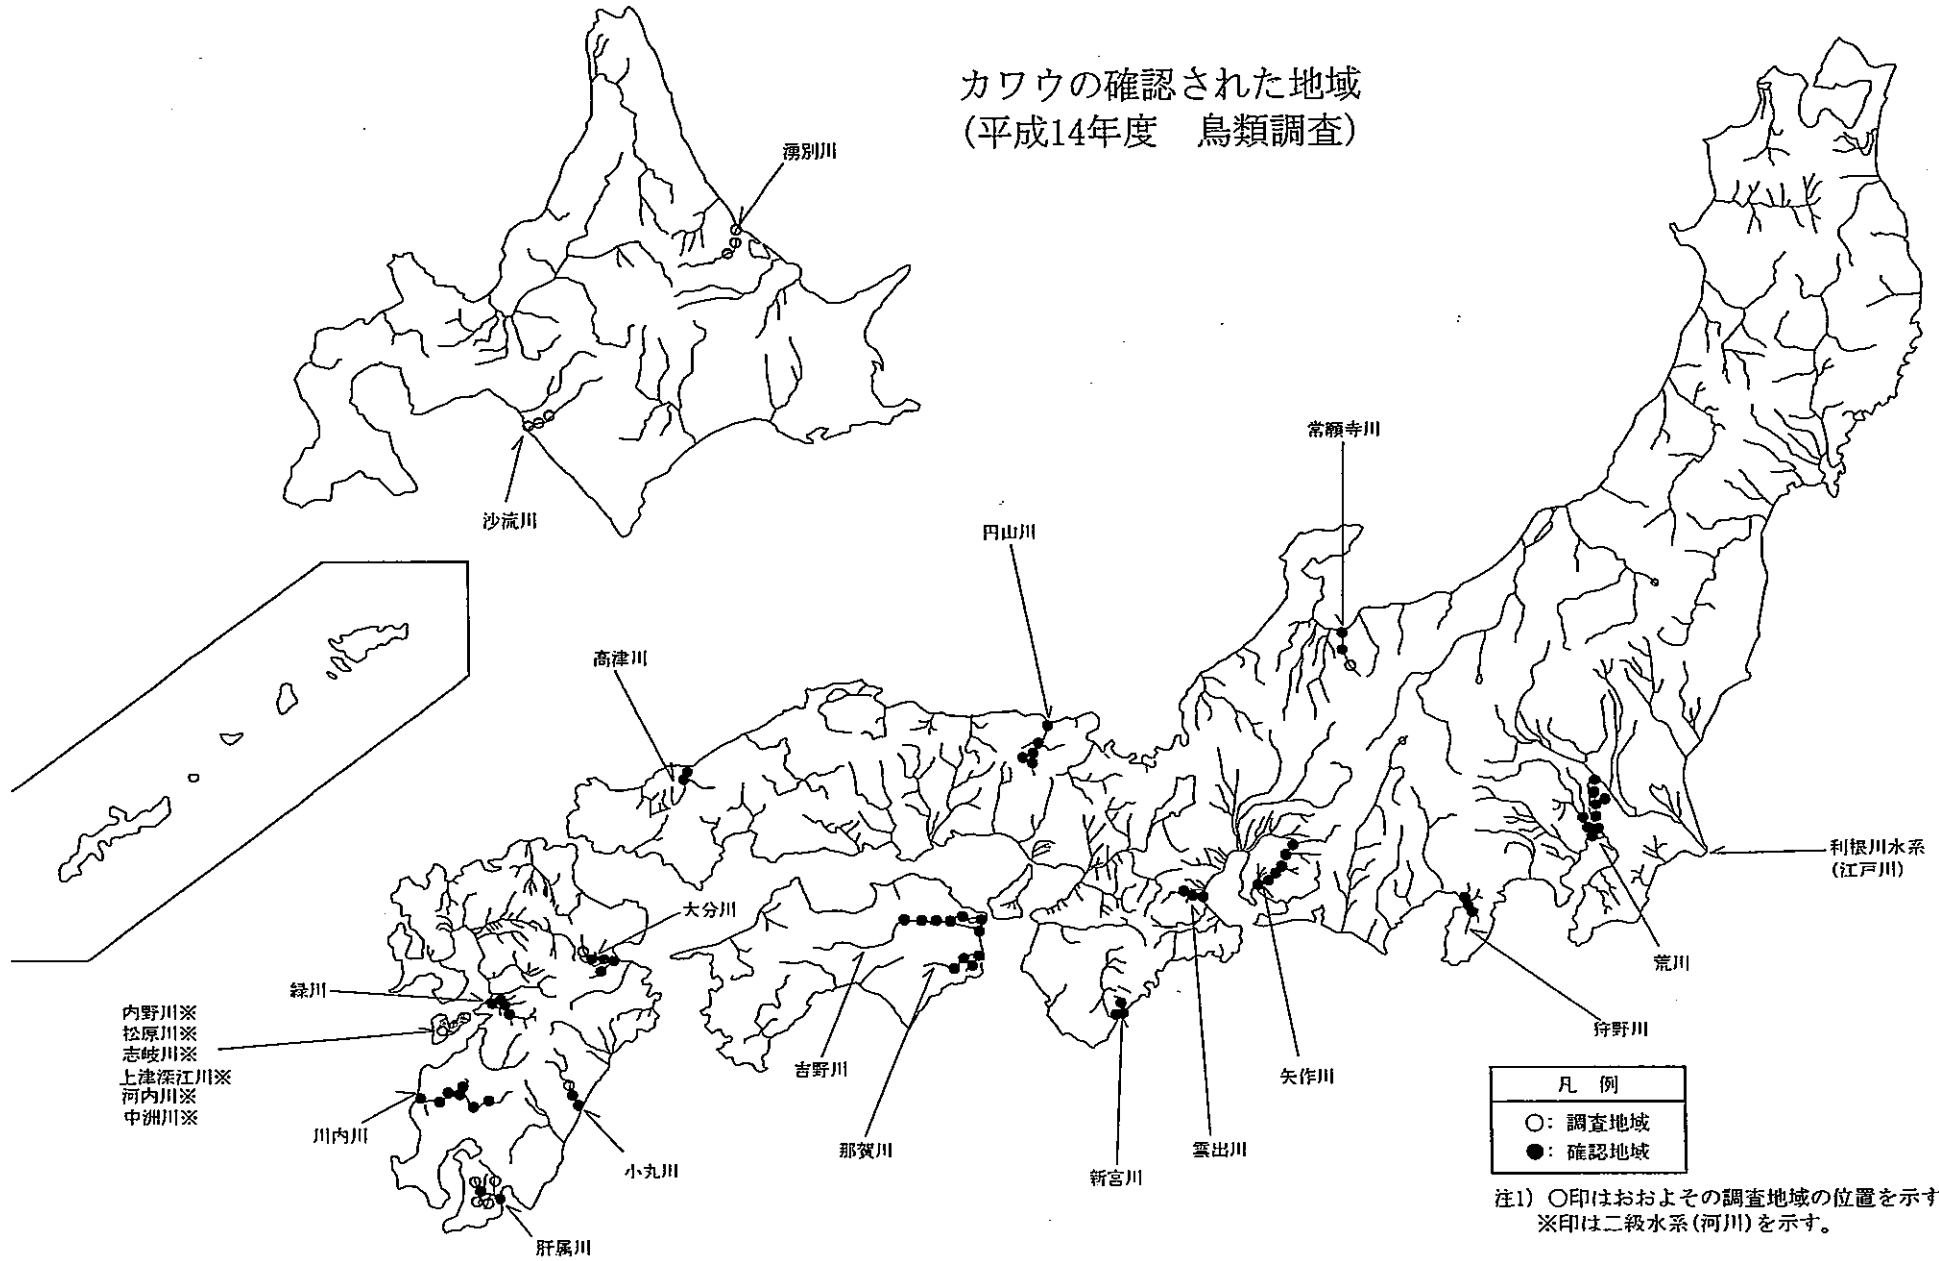 カワウの確認された地域
(平成14年度　鳥類調査)
湧別川
沙流川
常願寺川
円山川
高津川
利根川水系
(江戸川)
大分川
荒川
緑川
内野川※
松原川※
志岐川※
上津深江川※
河内川※
中洲川※
狩野川
吉野川
矢作川
川内川
那賀川
雲出川
小丸川
新宮川
肝属川
凡 例
○: 調査地域
●: 確認地域
注1) ○印はおおよその調査地域の位置を示す
※印は二級水系(河川)を示す。